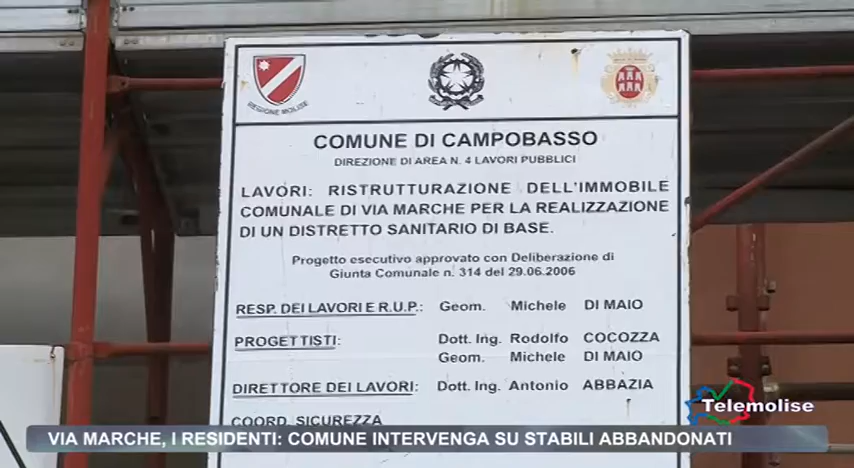 REGIONE MOLISE
COMUNE DI CAMPOBASSO
DIREZIONE DI AREA N. 4 LAVORI PUBBLICI
LAVORI: RISTRUTTURAZIONE DELL'IMMOBILE
COMUNALE DI VIA MARCHE PER LA REALIZZAZIONE
DI UN DISTRETTO SANITARIO DI BASE.
Progetto esecutivo approvato con Deliberazione di
Giunta Comunale n. 314 del 29.06.2007
RESP. DEI LAVORI E R.U.P.: Geom. Michele DI MAIO
PROGETTISTI: Dott. Ing. Rodolfo COCOZZA
Geom. Michele DI MAIO
DIRETTORE DEI LAVORI: Dott. Ing. Antonio ABBAZIA
COORD. SICUREZZA
Telemolise
VIA MARCHE, I RESIDENTI: COMUNE INTERVENGA SU STABILI ABBANDONATI